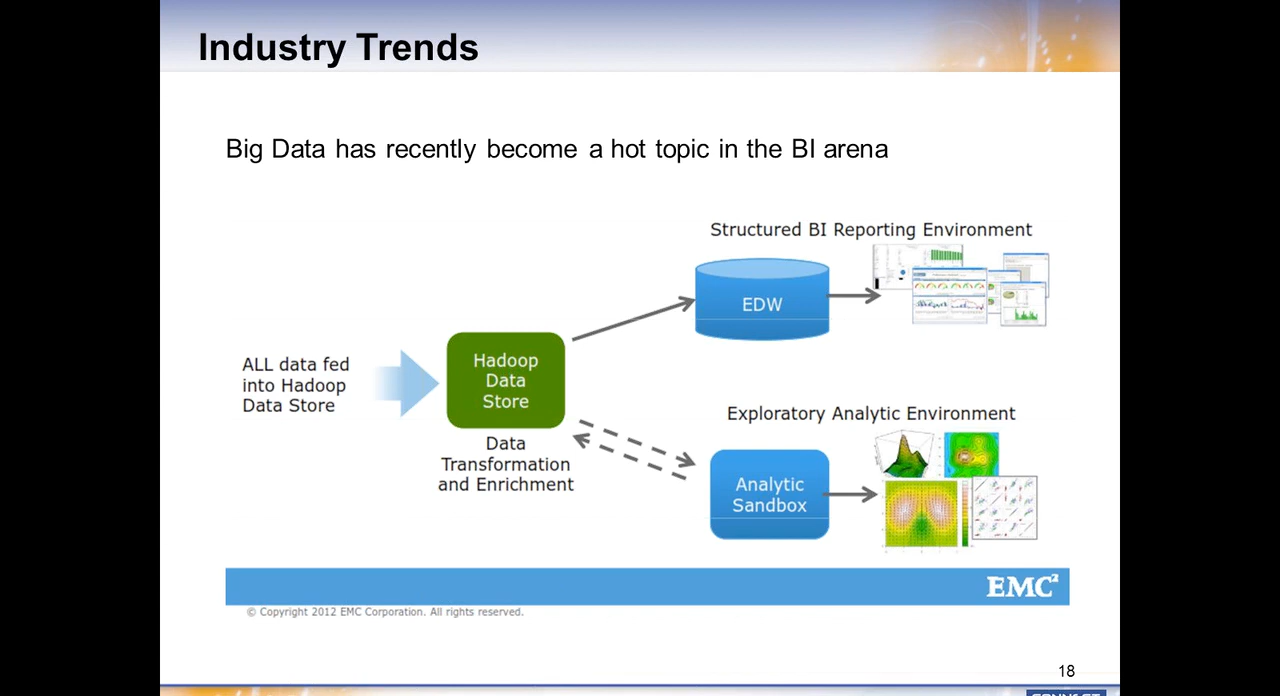 Industry Trends
Big Data has recently become a hot topic in the BI arena
Structured BI Reporting Environment
EDW
ALL data fed
into Hadoop
Data Store
Hadoop
Data
Store
Data
Transformation
and Enrichment
Exploratory Analytic Environment
Analytic
Sandbox
EMC²
© Copyright 2012 EMC Corporation. All rights reserved.
18